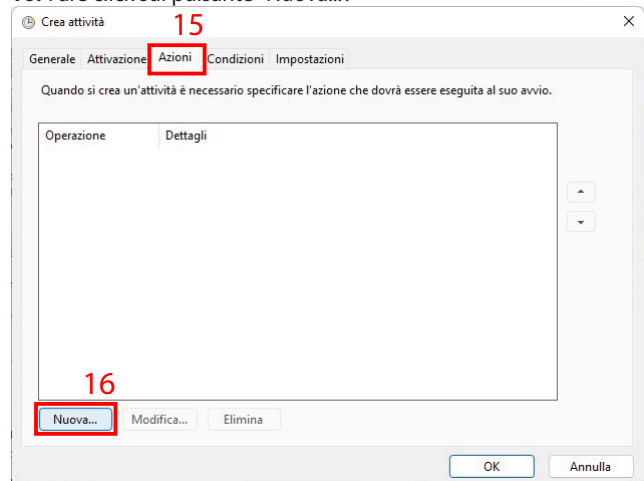 Crea attività
15
Generale Attivazione Azioni Condizioni Impostazioni
Quando si crea un'attività è necessario specificare l'azione che dovrà essere eseguita al suo avvio.
Operazione Dettagli
16
Nuova... Modifica... Elimina
OK Annulla